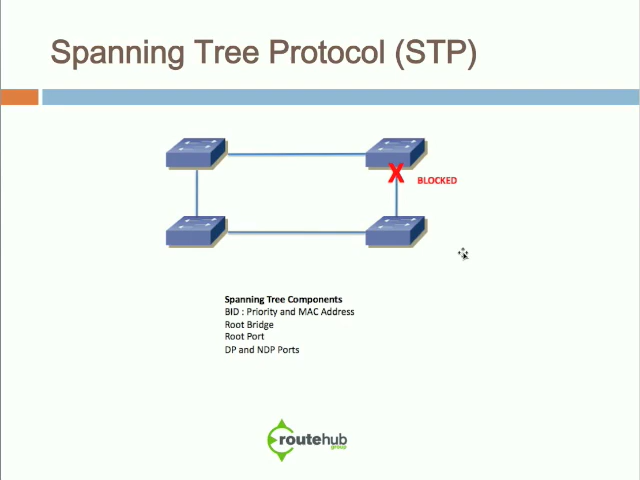 Spanning Tree Protocol (STP)
X
BLOCKED
Spanning Tree Components
BID : Priority and MAC Address
Root Bridge
Root Port
DP and NDP Ports
routehub
group